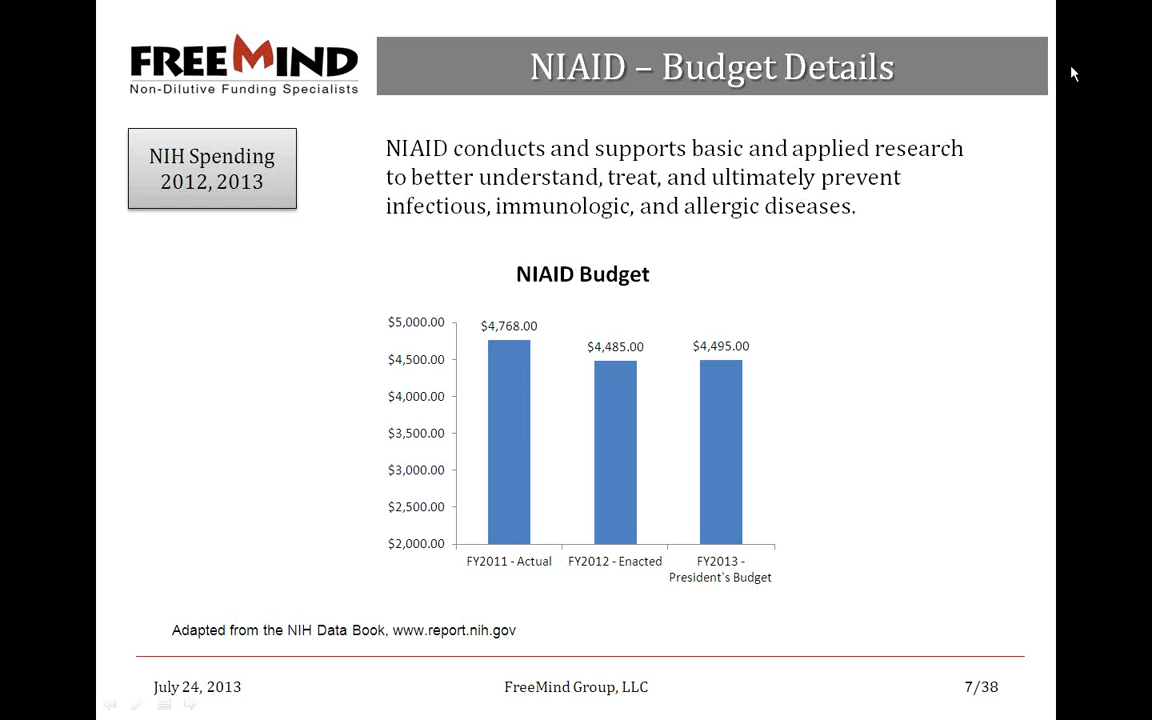 FREEMIND
Non-Dilutive Funding Specialists
NIAID – Budget Details
NIH Spending
2012, 2013
NIAID conducts and supports basic and applied research
to better understand, treat, and ultimately prevent
infectious, immunologic, and allergic diseases.
NIAID Budget
$5,000.00
$4,500.00
$4,000.00
$3,500.00
$3,000.00
$2,500.00
$2,000.00
$4,768.00
$4,485.00
$4,495.00
FY2011 - Actual
FY2012 - Enacted
FY2013 -
President's Budget
Adapted from the NIH Data Book, www.report.nih.gov
July 24, 2013
FreeMind Group, LLC
7/38